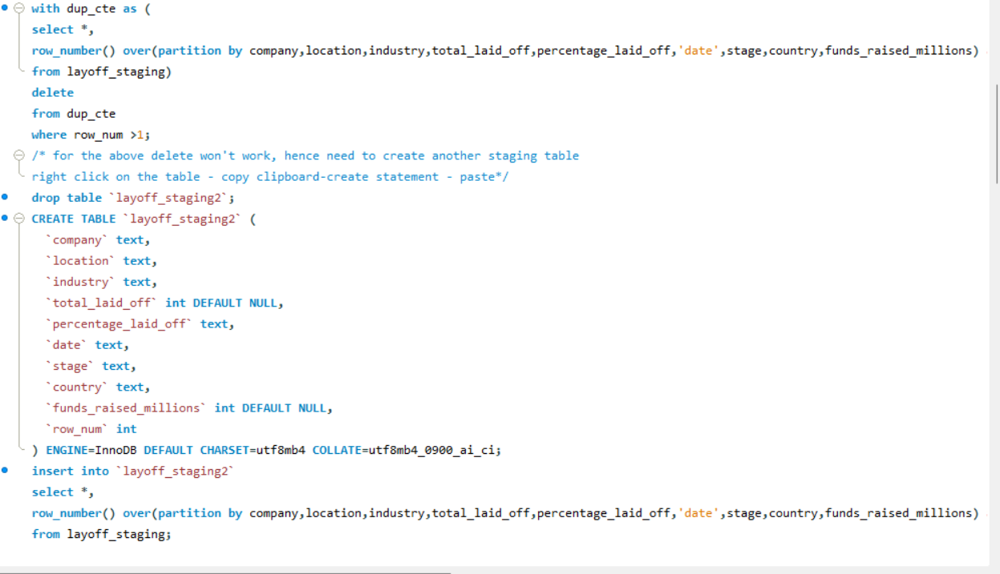 with dup_cte as (
select *,
row_number() over(partition by company,location,industry,total_laid_off,percentage_laid_off,'date',stage,country,funds_raised_millions)
from layoff_staging)
delete
from dup_cte
where row_num >1;
/* for the above delete won't work, hence need to create another staging table
right click on the table - copy clipboard-create statement - paste*/
drop table `layoff_staging2`;
CREATE TABLE `layoff_staging2` (
`company` text,
`location` text,
`industry` text,
`total_laid_off` int DEFAULT NULL,
`percentage_laid_off` text,
`date` text,
`stage` text,
`country` text,
`funds_raised_millions` int DEFAULT NULL,
`row_num` int
) ENGINE=InnoDB DEFAULT CHARSET=utf8mb4 COLLATE=utf8mb4_0900_ai_ci;
insert into `layoff_staging2`
select *,
row_number() over(partition by company,location,industry,total_laid_off,percentage_laid_off,'date',stage,country,funds_raised_millions)
from layoff_staging;